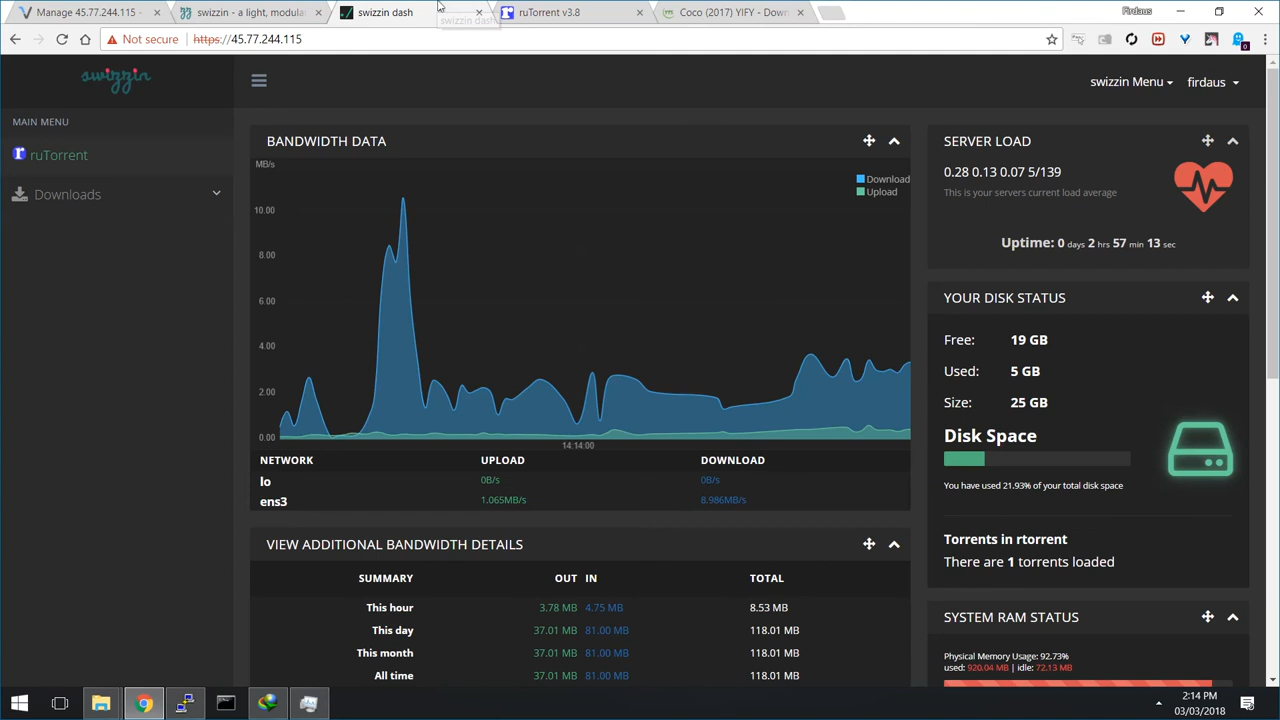 Manage 45.77.244.115 -
swizzin - a light, modula
swizzin dash
ruTorrent v3.8
Coco (2017) YIFY - Down
Firdaus
swizzin dash
Not secure
https://45.77.244.115
swizzin
swizzin Menu
firdaus
MAIN MENU
ruTorrent
Downloads
BANDWIDTH DATA
MB/s
Download
Upload
10.00
8.00
6.00
4.00
2.00
0.00
14:14:00
NETWORK UPLOAD DOWNLOAD
lo 0B/s 0B/s
ens3 1.065MB/s 8.986MB/s
VIEW ADDITIONAL BANDWIDTH DETAILS
SUMMARY OUT IN TOTAL
This hour 3.78 MB 4.75 MB 8.53 MB
This day 37.01 MB 81.00 MB 118.01 MB
This month 37.01 MB 81.00 MB 118.01 MB
All time 37.01 MB 81.00 MB 118.01 MB
SERVER LOAD
0.28 0.13 0.07 5/139
This is your servers current load average
Uptime: 0 days 2 hrs 57 min 13 sec
YOUR DISK STATUS
Free: 19 GB
Used: 5 GB
Size: 25 GB
Disk Space
You have used 21.93% of your total disk space
Torrents in rtorrent
There are 1 torrents loaded
SYSTEM RAM STATUS
Physical Memory Usage: 92.73%
used: 920.04 MB | idle: 72.13 MB
2:14 PM
03/03/2018